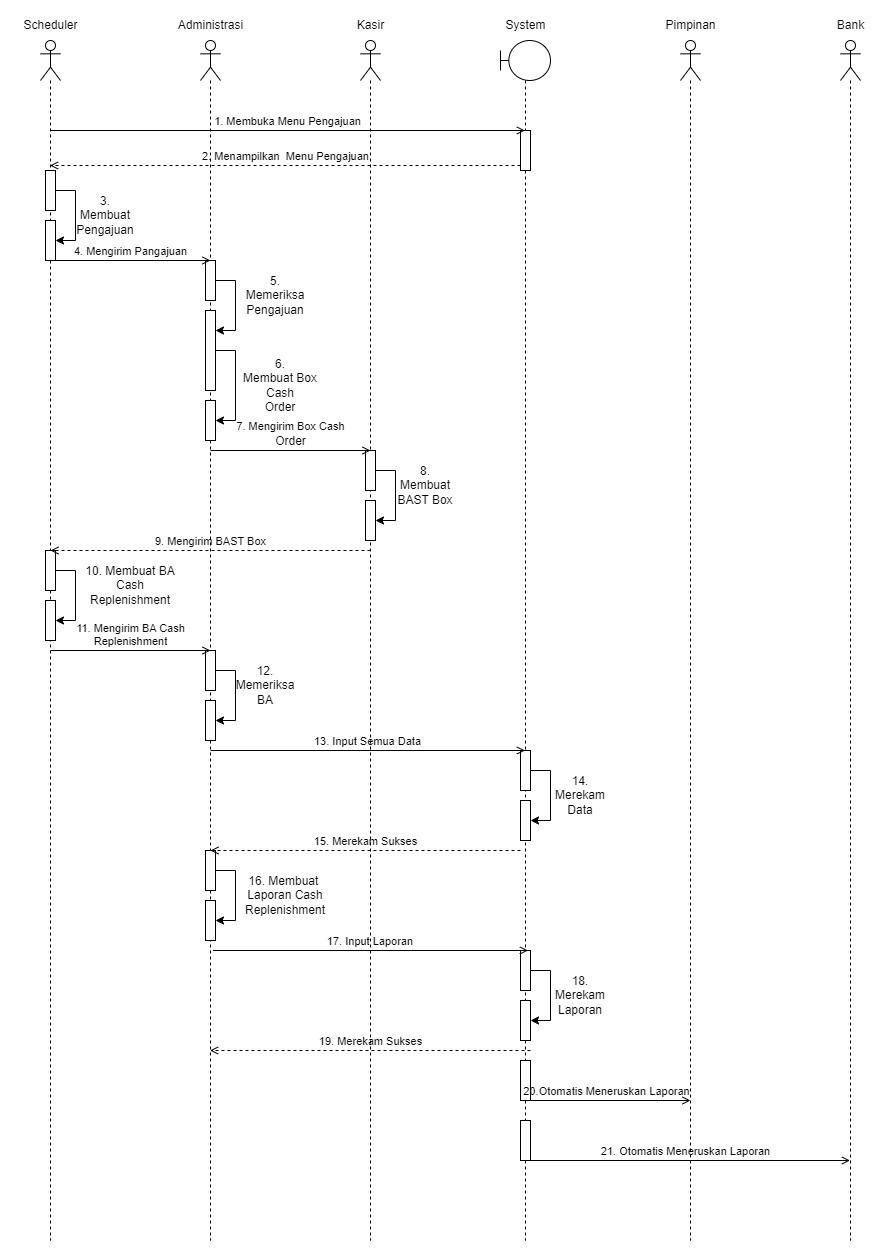 Scheduler
Administrasi
Kasir
System
Pimpinan
Bank
1. Membuka Menu Pengajuan
2. Menampilkan Menu Pengajuan
3.
Membuat
Pengajuan
4. Mengirim Pangajuan
5.
Memeriksa
Pengajuan
6.
Membuat Box
Cash
Order
7. Mengirim Box Cash
Order
8.
Membuat
BAST Box
9. Mengirim BAST Box
10. Membuat BA
Cash
Replenishment
11. Mengirim BA Cash
Replenishment
12.
Memeriksa
BA
13. Input Semua Data
14.
Merekam
Data
15. Merekam Sukses
16. Membuat
Laporan Cash
Replenishment
17. Input Laporan
18.
Merekam
Laporan
19. Merekam Sukses
20.Otomatis Meneruskan Laporan
21. Otomatis Meneruskan Laporan